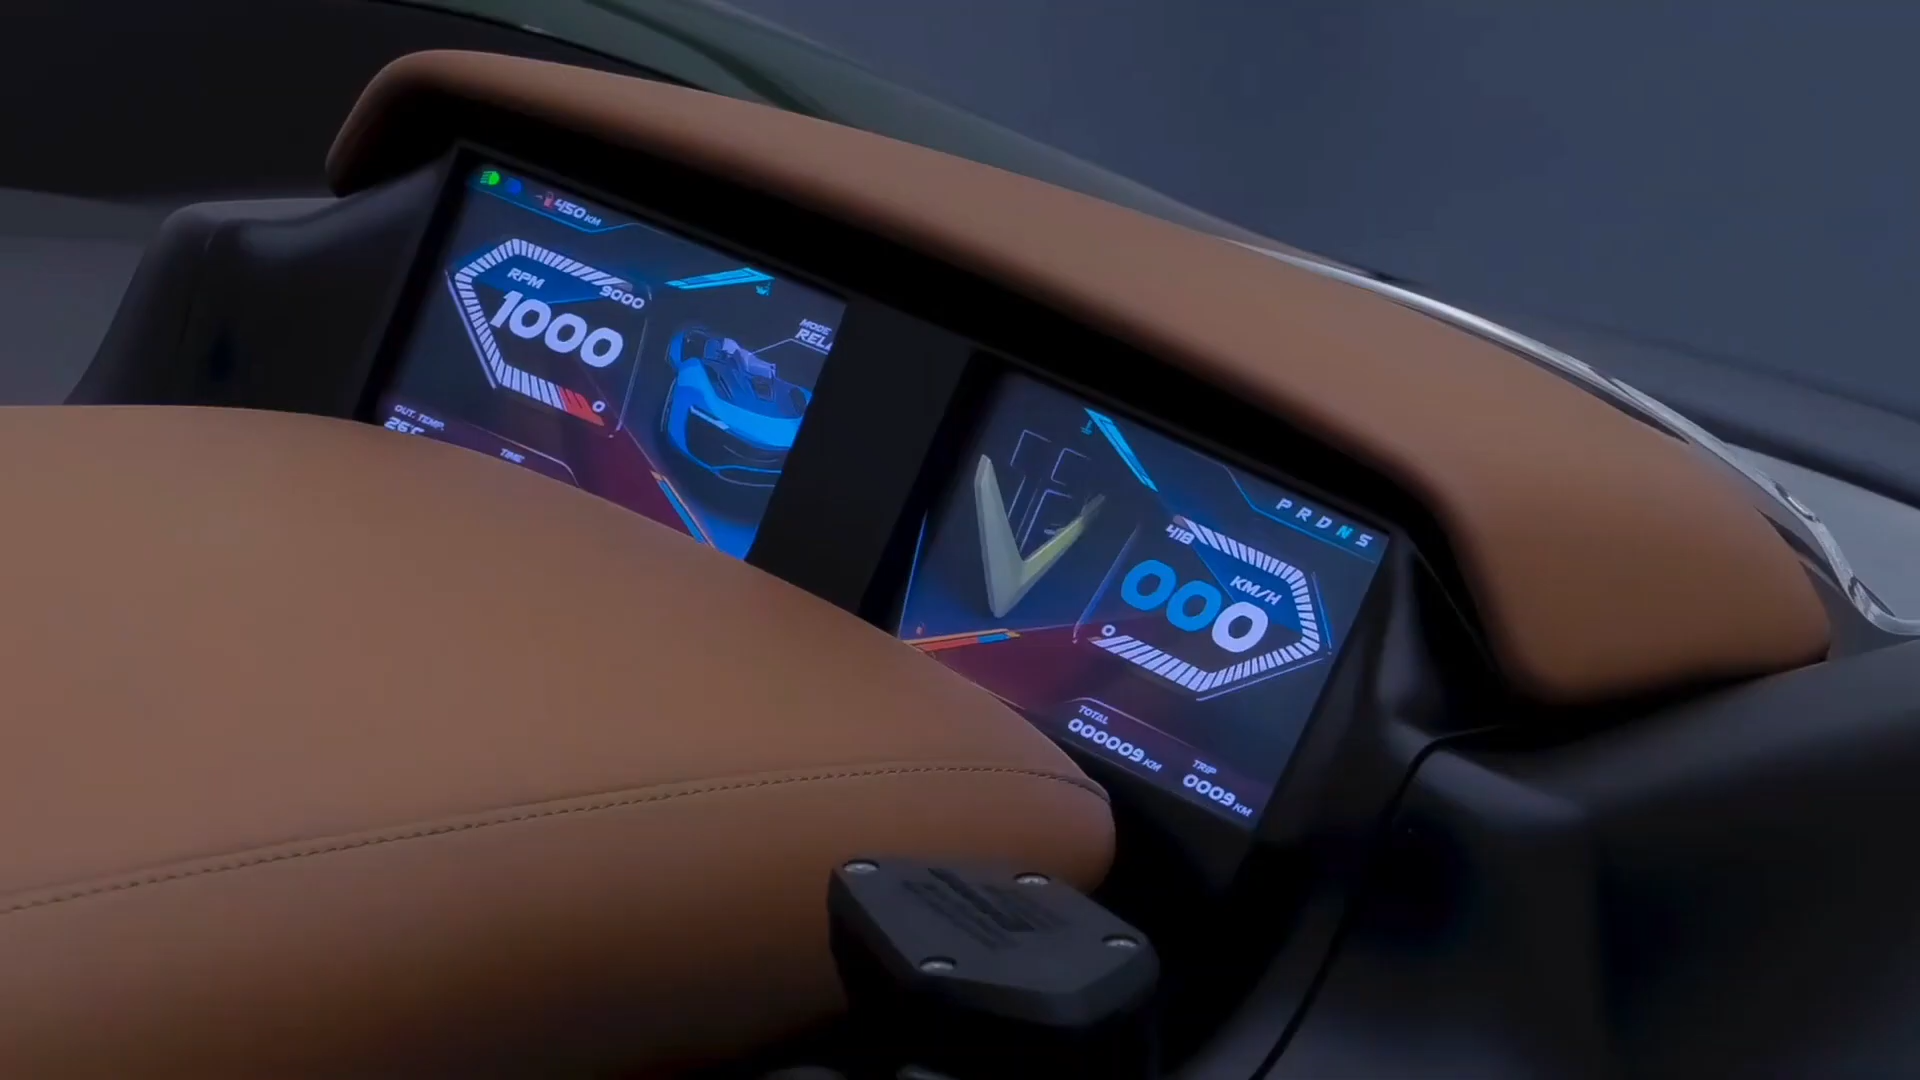 450 KM
RPM
9000
1000
0
MODE
OUT. TEMP.
26°C
TIME
P R D N S
418
KM/H
000
0
TOTAL
000009 KM
TRIP
0009 KM